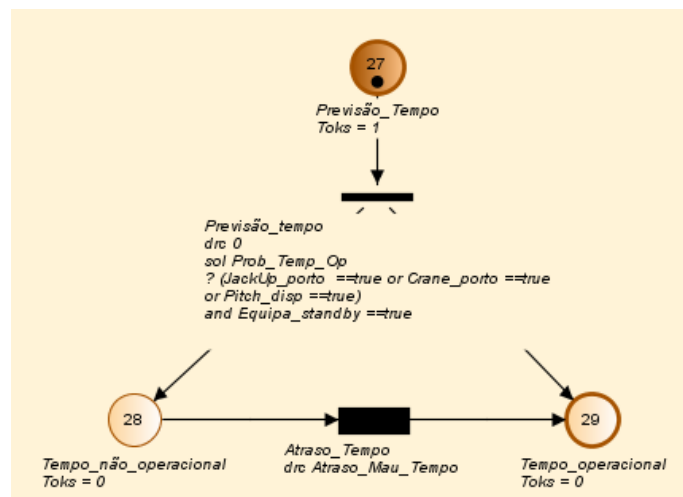 27
Previsão_Tempo
Toks = 1
Previsão_tempo
drc 0
sol Prob_Temp_Op
? (JackUp_porto ==true or Crane_porto ==true
or Pitch_disp ==true)
and Equipa_standby ==true
28
29
Tempo_não_operacional
Toks = 0
Atraso_Tempo
drc Atraso_Mau_Tempo
Tempo_operacional
Toks = 0